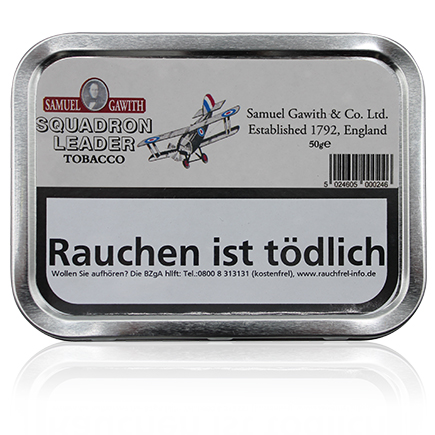 SAMUEL GAWITH
SQUADRON
LEADER
TOBACCO
Samuel Gawith & Co. Ltd.
Established 1792, England
50g℮
5 024605 000246
Rauchen ist tödlich
Wollen Sie aufhören? Die BZgA hilft: Tel.:0800 8 313131 (kostenfrei), www.rauchfrei-info.de